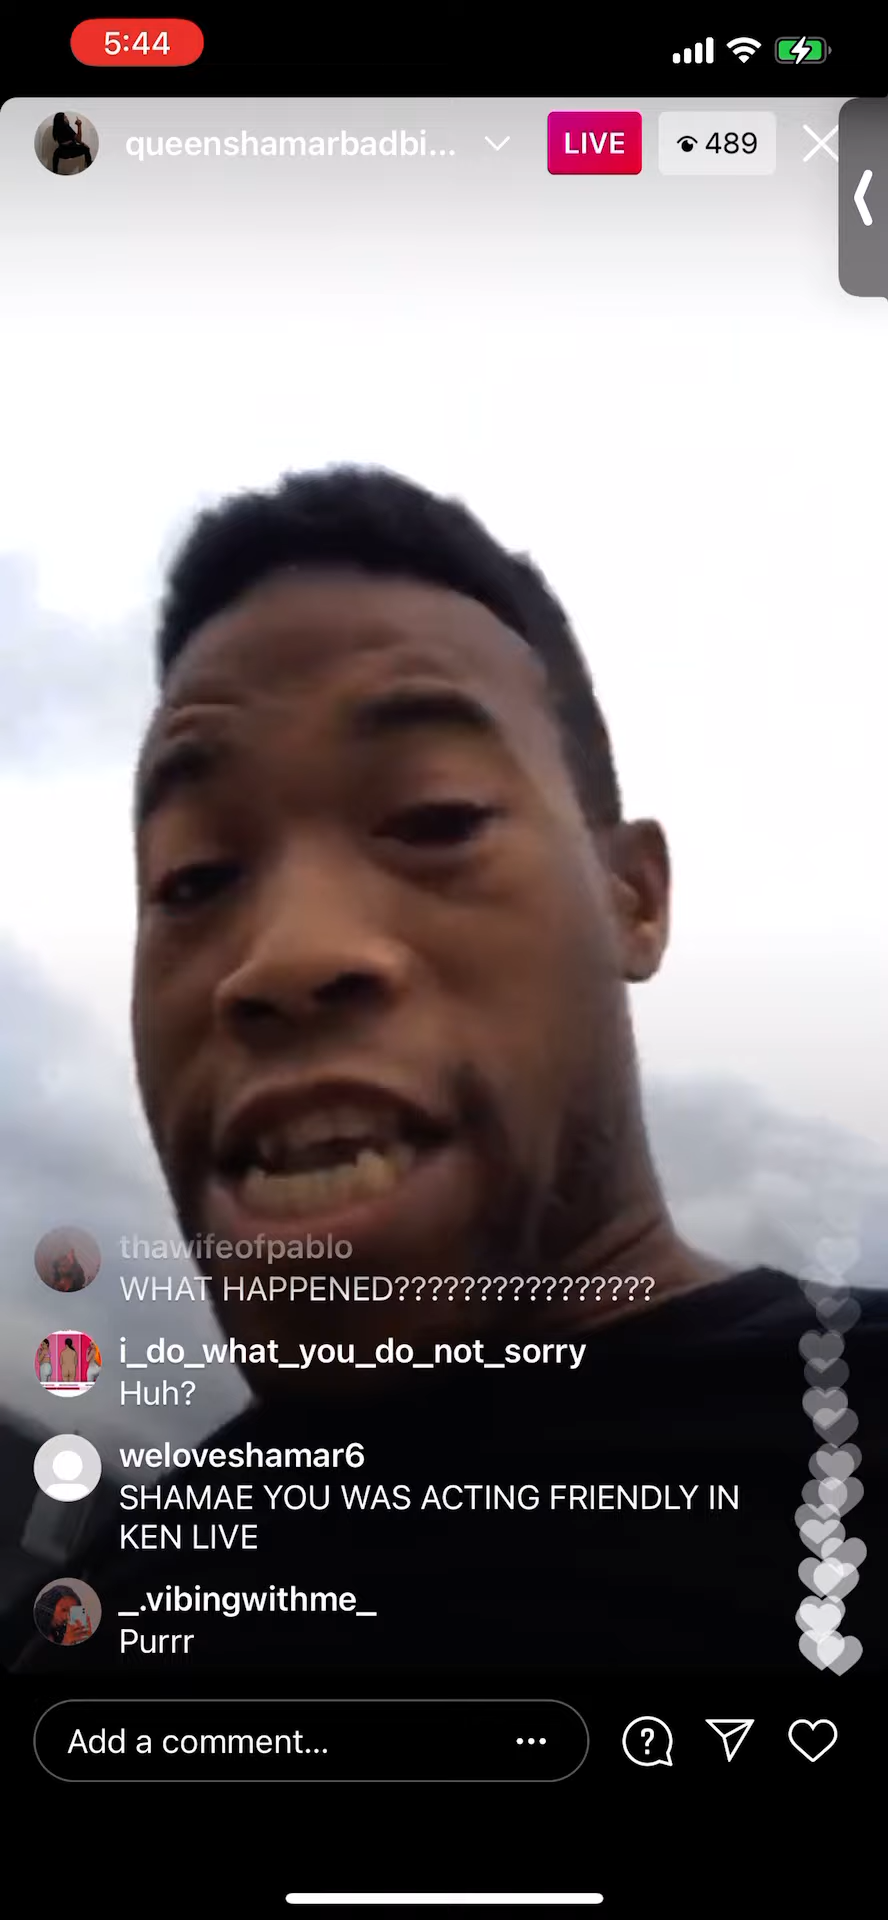 5:44
queenshamarbadbi...
LIVE
489
thawifeofpablo
WHAT HAPPENED????????????????
i_do_what_you_do_not_sorry
Huh?
weloveshamar6
SHAMAE YOU WAS ACTING FRIENDLY IN
KEN LIVE
_.vibingwithme_
Purrr
Add a comment...